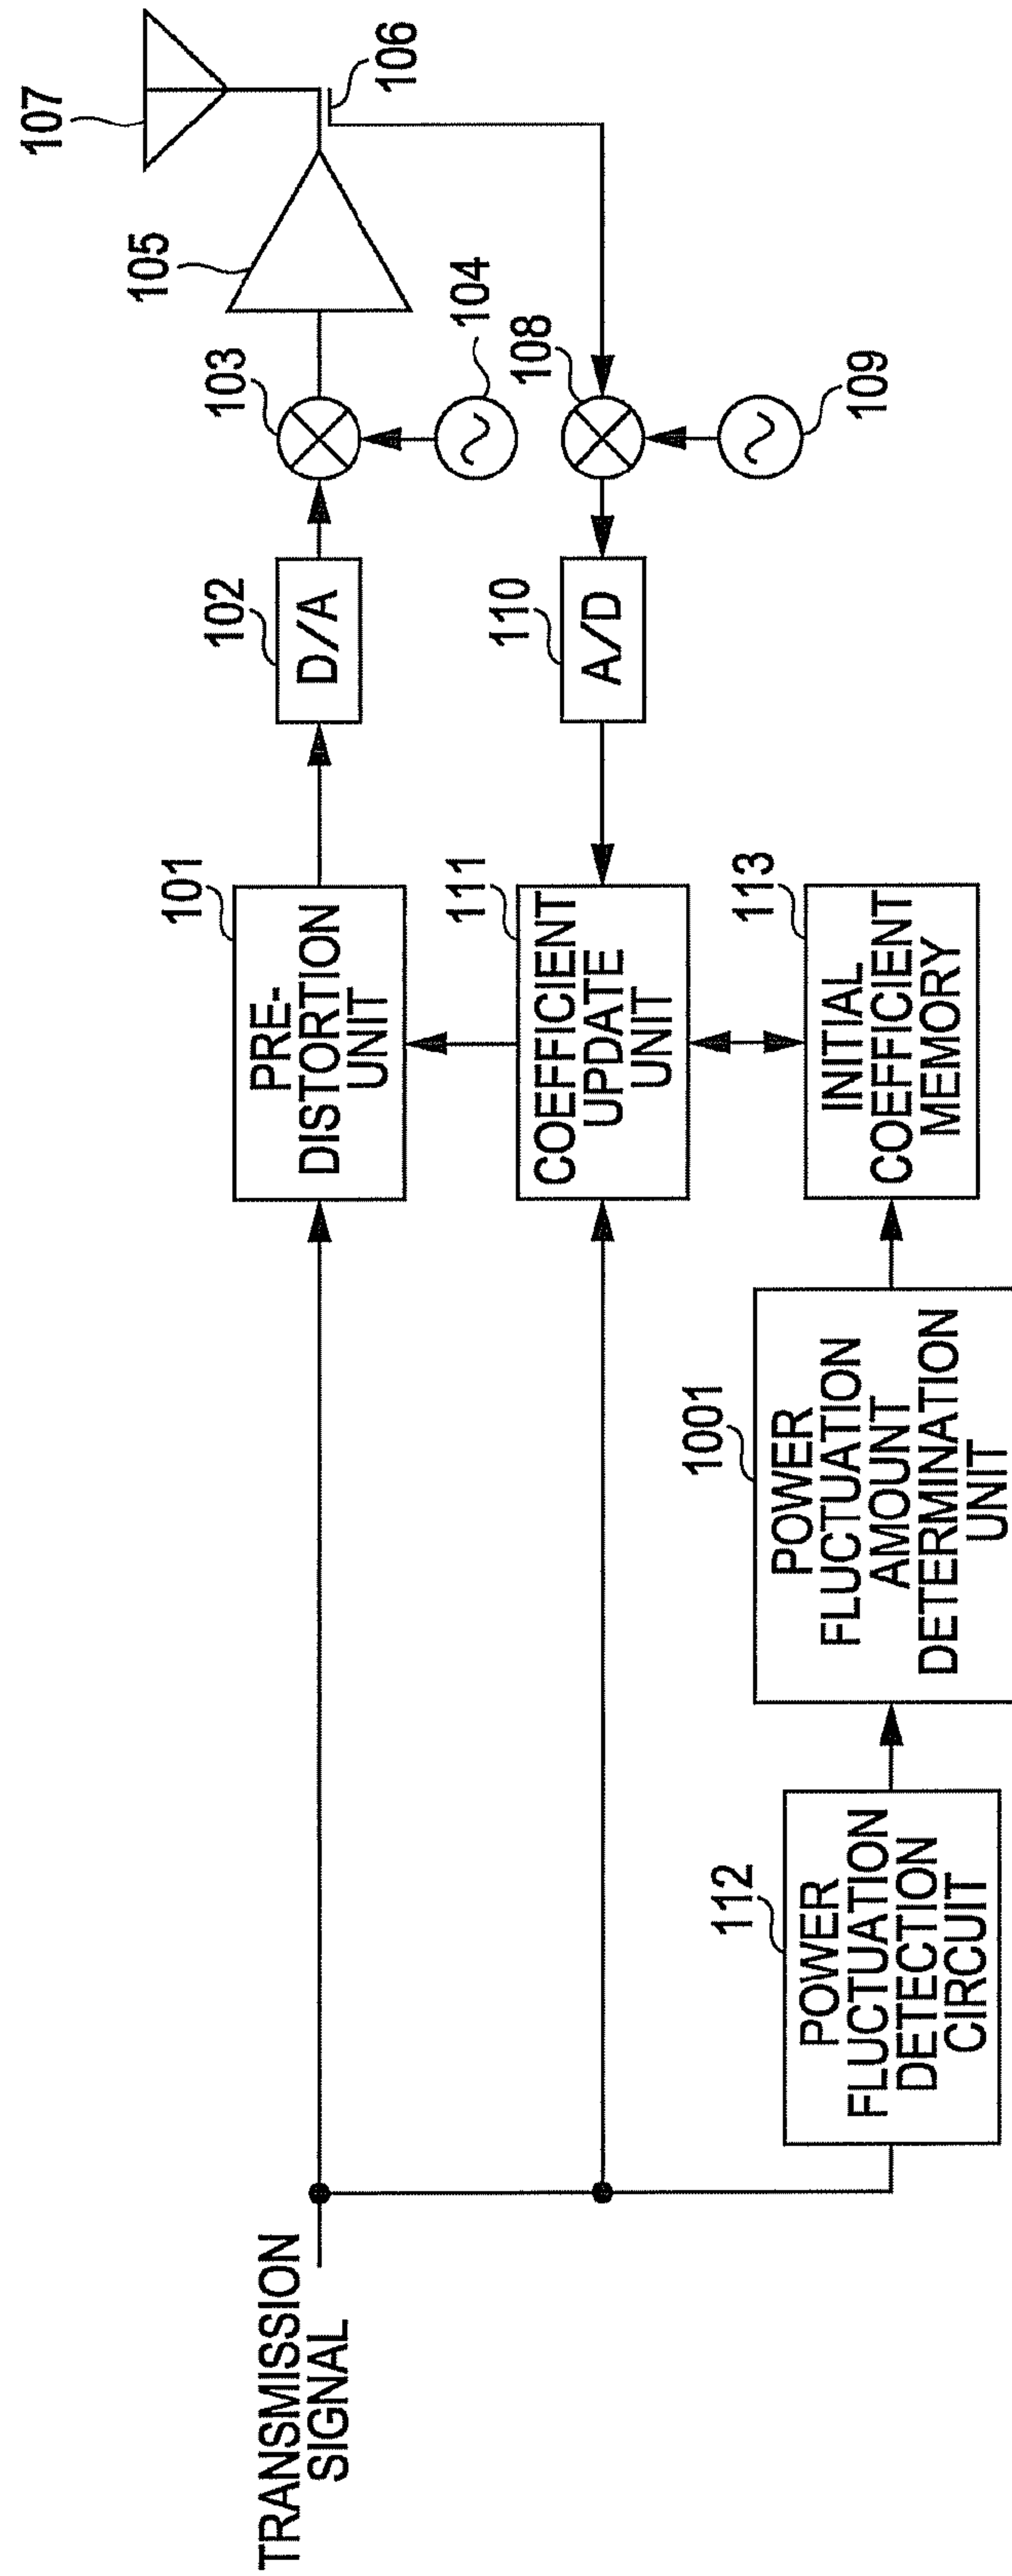 TRANSMISSION
SIGNAL
101
PRE-
DISTORTION
UNIT
102
D/A
103
104
105
106
107
108
109
110
A/D
111
COEFFICIENT
UPDATE
UNIT
112
POWER
FLUCTUATION
DETECTION
CIRCUIT
1001
POWER
FLUCTUATION
AMOUNT
DETERMINATION
UNIT
113
INITIAL
COEFFICIENT
MEMORY